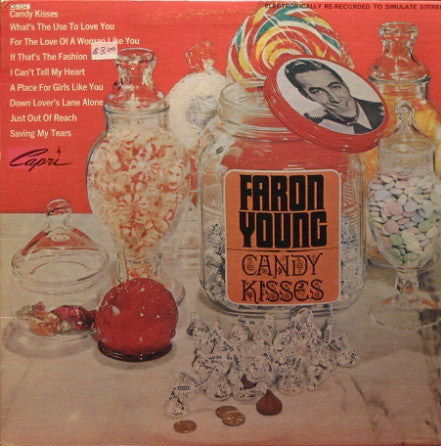 ELECTRONICALLY RE-RECORDED TO SIMULATE STEREO
Candy Kisses
What's The Use To Love You
For The Love Of A Woman Like You
If That's The Fashion
I Can't Tell My Heart
A Place For Girls Like You
Down Lover's Lane Alone
Just Out Of Reach
Saving My Tears
Capri
FARON
YOUNG
CANDY
KISSES